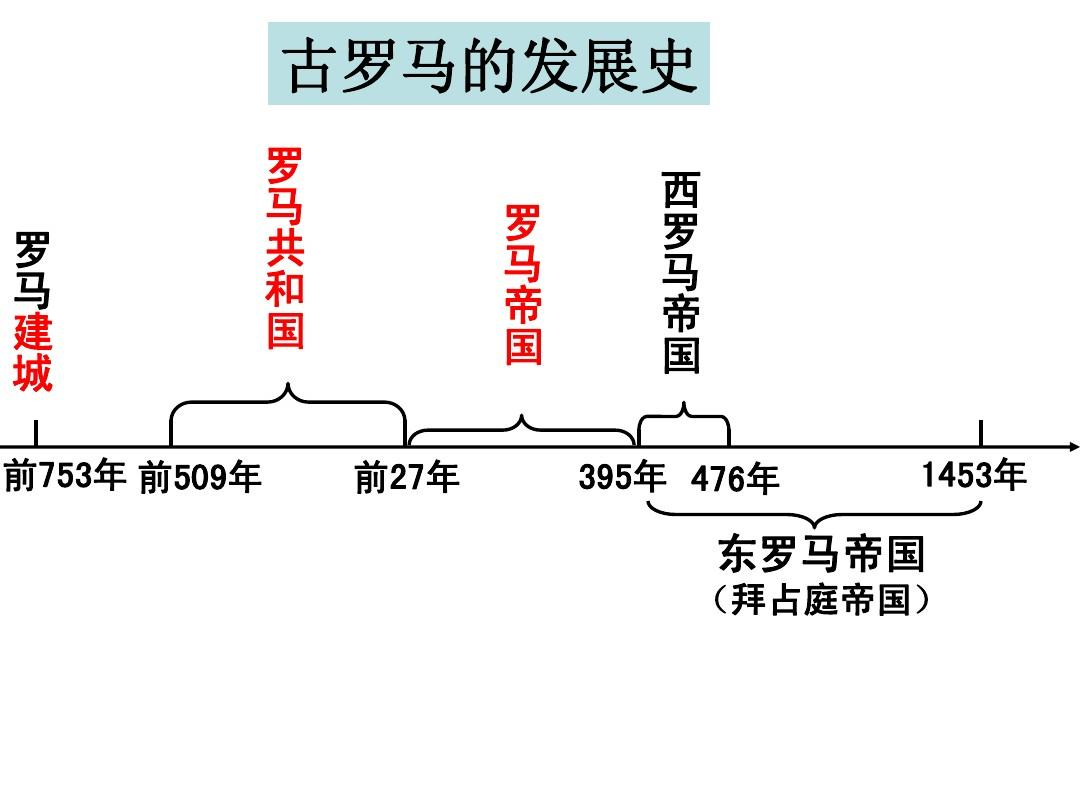 古罗马的发展史
罗马建城
罗马共和国
罗马帝国
西罗马帝国
前753年
前509年
前27年
395年
476年
1453年
东罗马帝国
（拜占庭帝国）